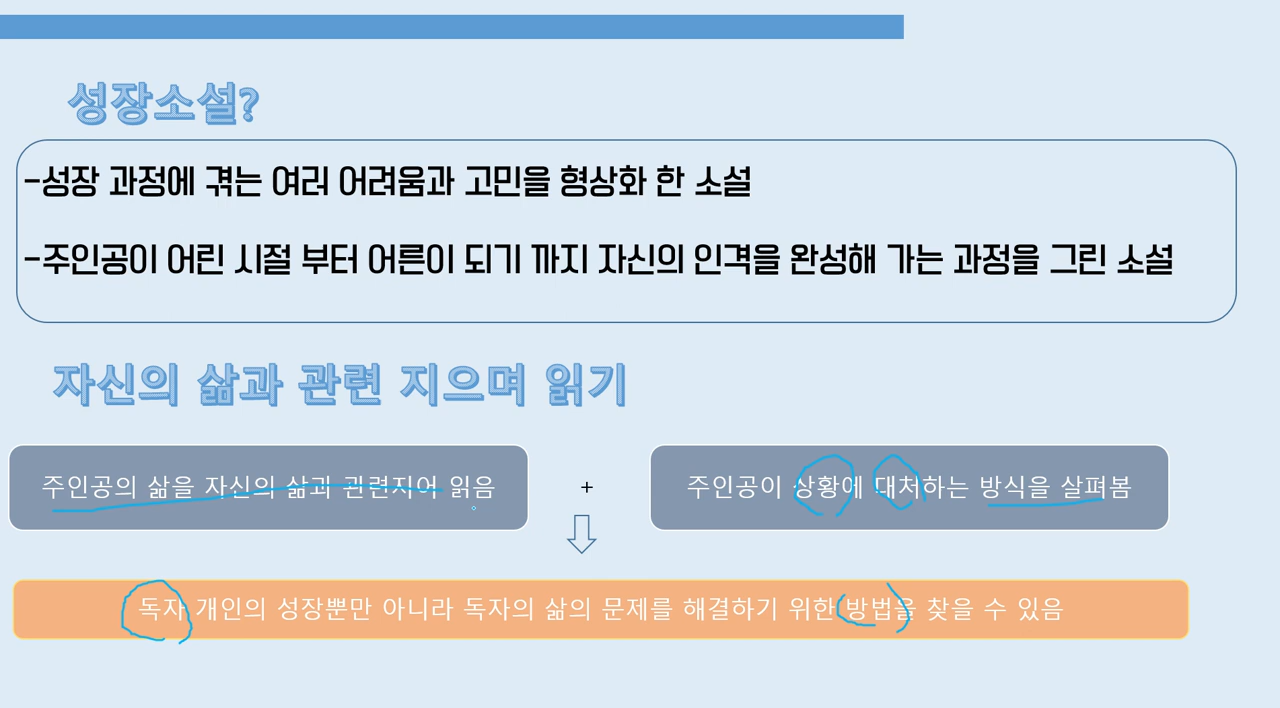 성장소설?
-성장 과정에 겪는 여러 어려움과 고민을 형상화 한 소설
-주인공이 어린 시절 부터 어른이 되기 까지 자신의 인격을 완성해 가는 과정을 그린 소설
자신의 삶과 관련 지으며 읽기
주인공의 삶을 자신의 삶과 관련지어 읽음
+
주인공이 상황에 대처하는 방식을 살펴봄
독자 개인의 성장뿐만 아니라 독자의 삶의 문제를 해결하기 위한 방법을 찾을 수 있음